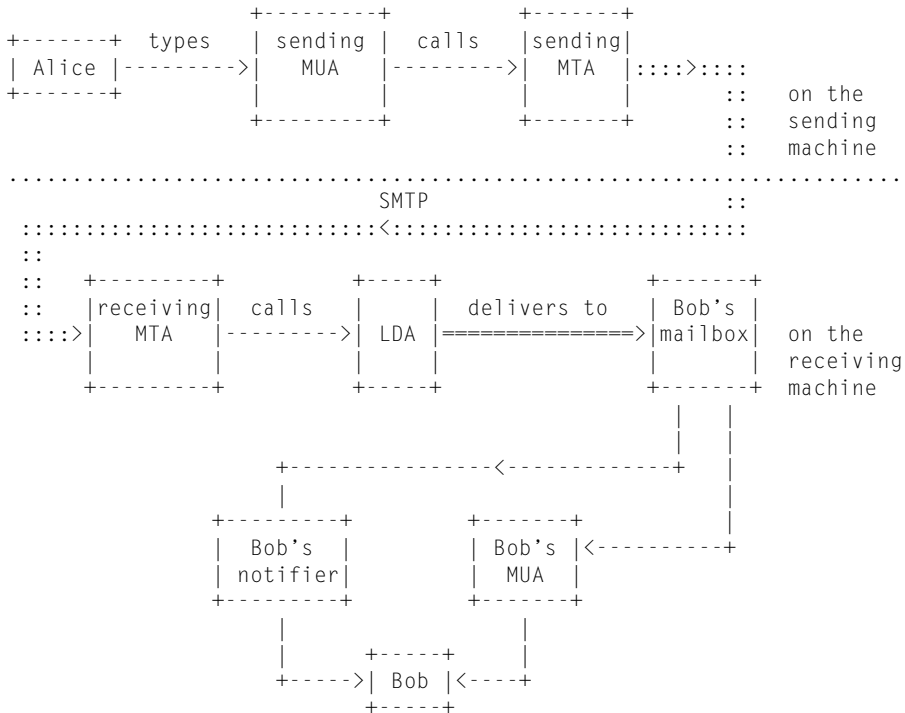 types
Alice
sending
MUA
calls
sending
MTA
on the
sending
machine
SMTP
receiving
MTA
calls
LDA
delivers to
Bob’s
mailbox
on the
receiving
machine
Bob’s
notifier
Bob’s
MUA
Bob